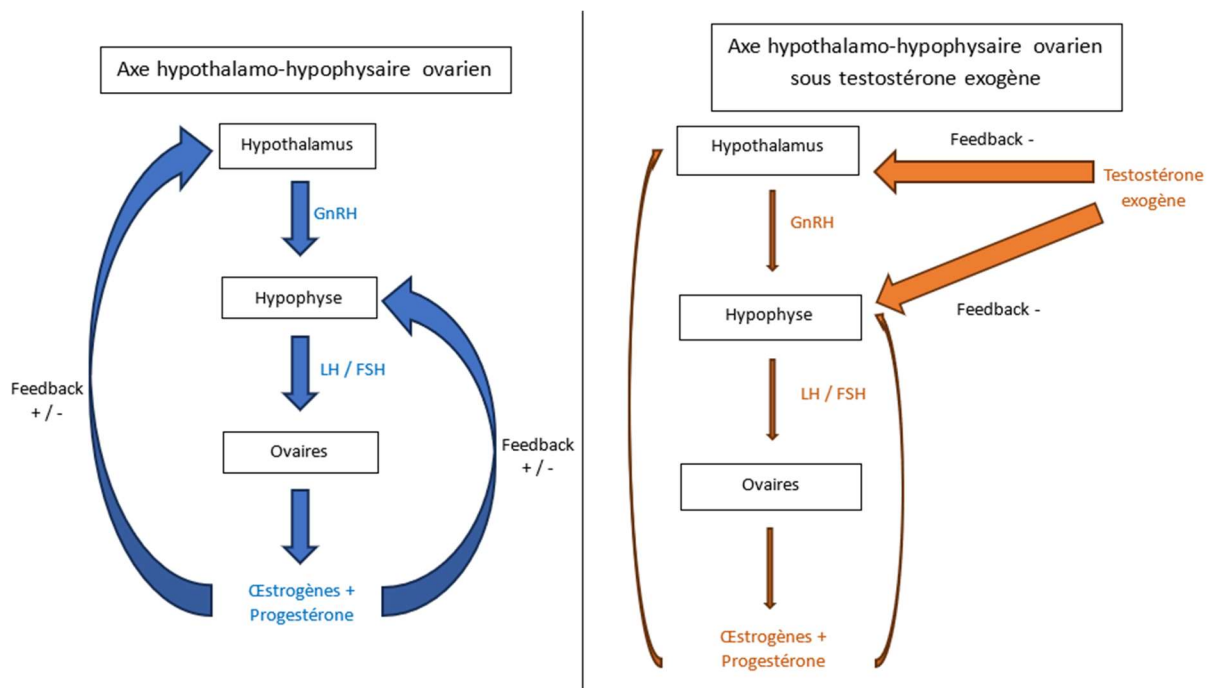 Axe hypothalamo-hypophysaire ovarien
Hypothalamus
GnRH
Hypophyse
LH / FSH
Feedback
+ / -
Ovaires
Feedback
+ / -
Œstrogènes +
Progestérone
Axe hypothalamo-hypophysaire ovarien
sous testostérone exogène
Hypothalamus
Feedback -
Testostérone
exogène
GnRH
Hypophyse
Feedback -
LH / FSH
Ovaires
Œstrogènes +
Progestérone